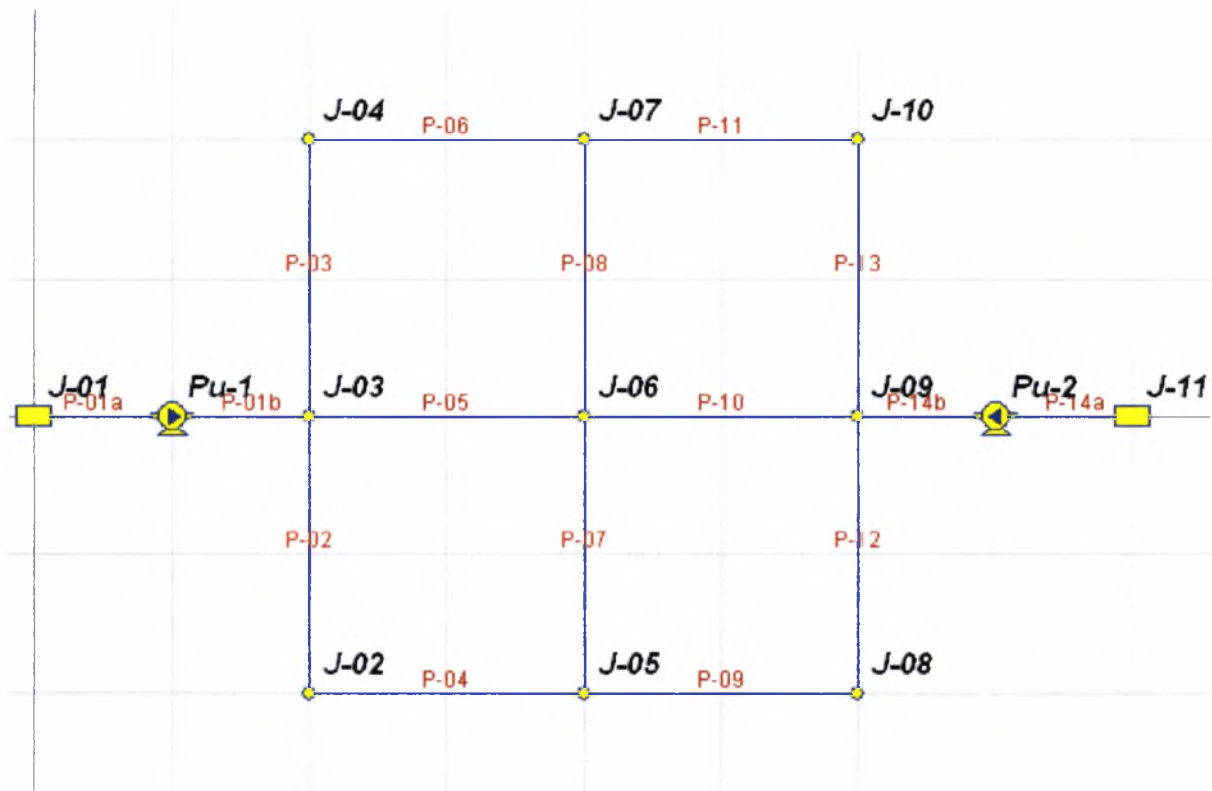 J-04 P-06 J-07 P-11 J-10
P-03 P-08 P-13
J-01 Pu-1 J-03 J-06 J-09 Pu-2 J-11
P-01a P-01b P-05 P-10 P-14b P-14a
P-02 P-07 P-12
J-02 P-04 J-05 P-09 J-08